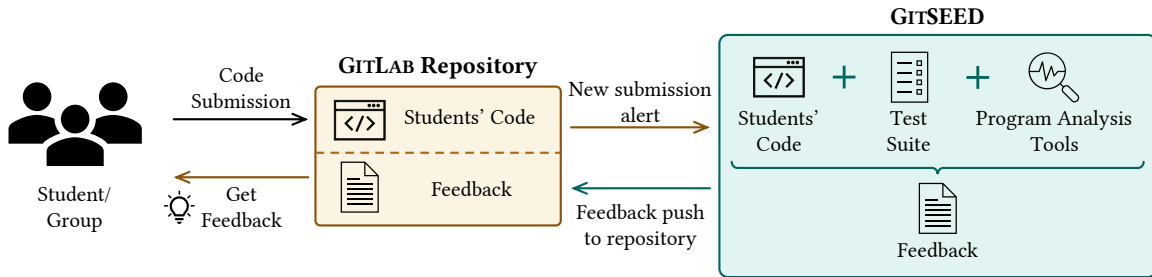 GITSEED
GITLAB Repository
Code
Submission
</>
Students' Code
Feedback
Student/
Group
Get
Feedback
New submission
alert
Feedback push
to repository
</>
Students'
Code
+
Test
Suite
+
Program Analysis
Tools
Feedback